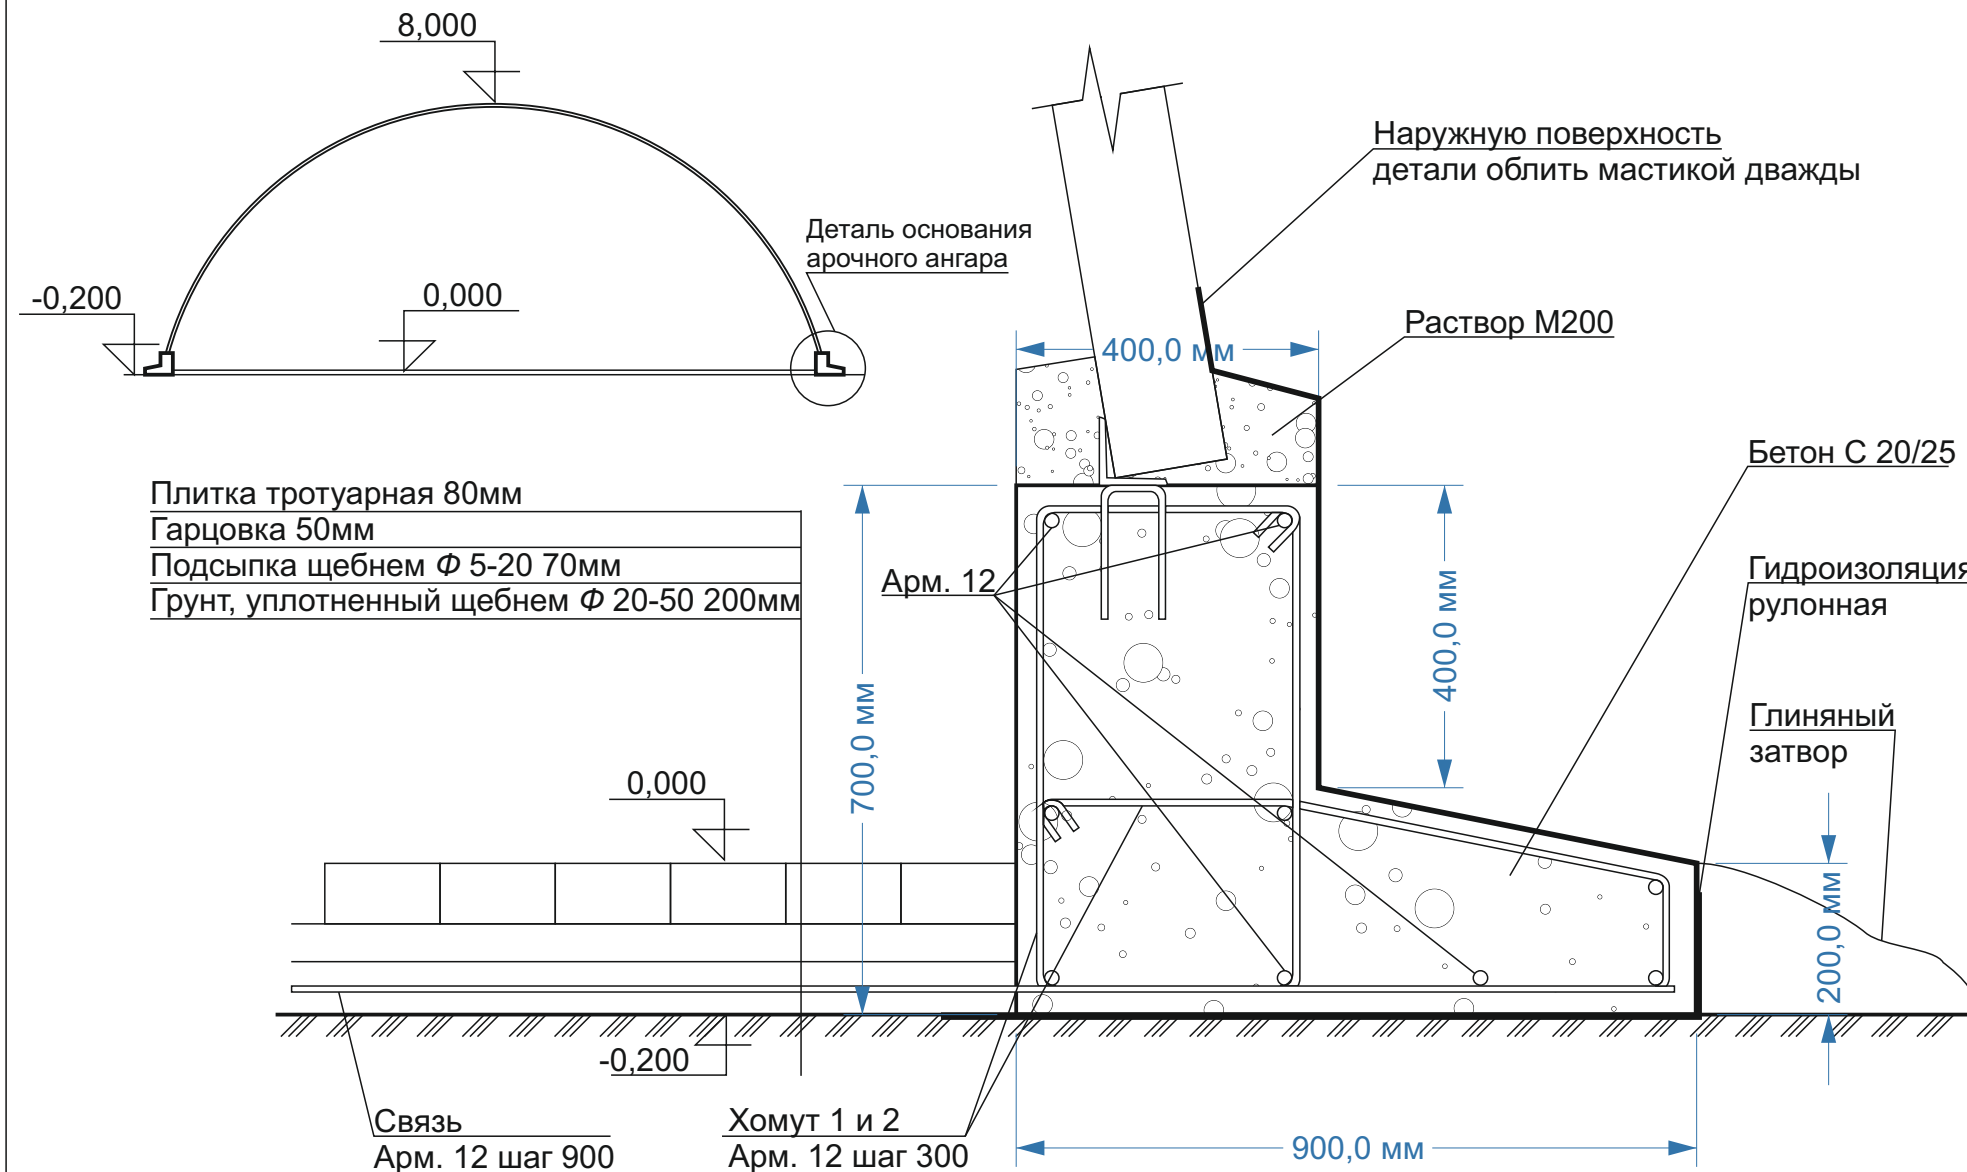 8,000
Наружную поверхность
детали облить мастикой дважды
Деталь основания
арочного ангара
-0,200
0,000
Раствор М200
400,0 мм
Бетон С 20/25
Плитка тротуарная 80мм
Гарцовка 50мм
Подсыпка щебнем Ф 5-20 70мм
Грунт, уплотненный щебнем Ф 20-50 200мм
Арм. 12
Гидроизоляция
рулонная
400,0 мм
700,0 мм
Глиняный
затвор
0,000
200,0 мм
-0,200
Связь
Арм. 12 шаг 900
Хомут 1 и 2
Арм. 12 шаг 300
900,0 мм